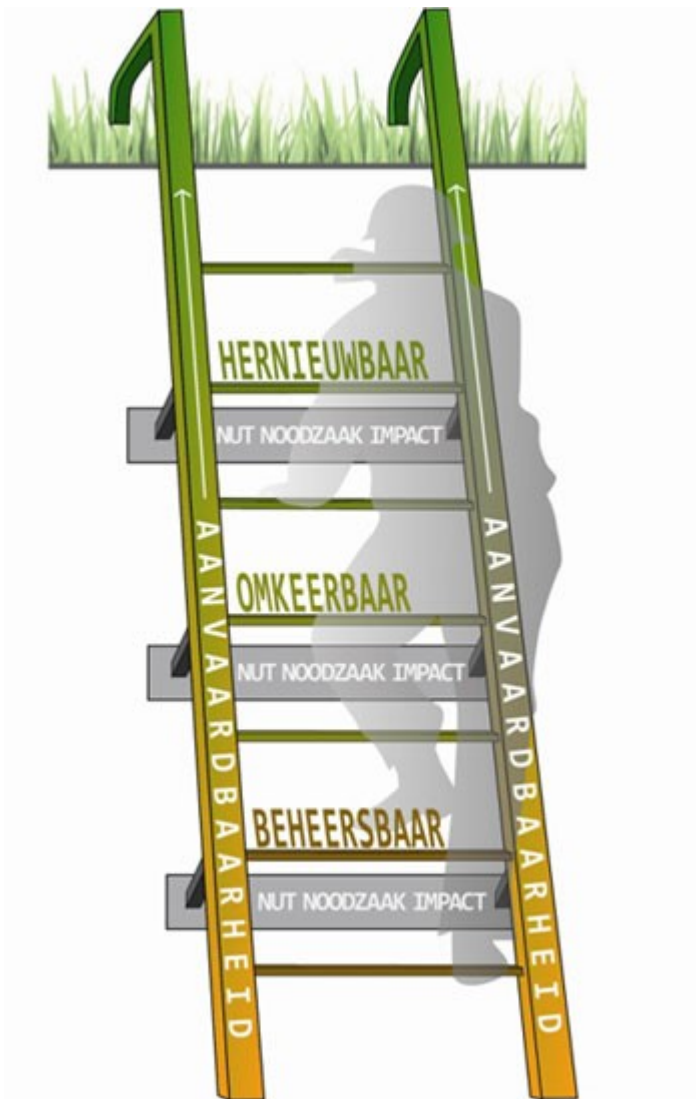 HERNIEUWBAAR
NUT NOODZAAK IMPACT
OMKEERBAAR
NUT NOODZAAK IMPACT
BEHEERSBAAR
NUT NOODZAAK IMPACT
AANVAARDBAARHEID
AANVAARDBAARHEID